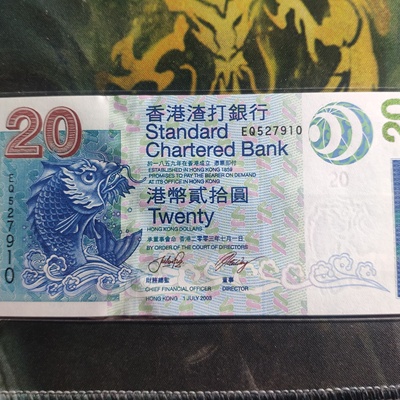 20
香港渣打銀行
Standard
Chartered Bank
EQ527910
於一八五九年在香港成立 憑票即付
ESTABLISHED IN HONG KONG 1859
PROMISES TO PAY THE BEARER ON DEMAND
AT ITS OFFICE IN HONG KONG
港幣貳拾圓
Twenty
HONG KONG DOLLARS
承董事會命 香港二零零三年七月一日
BY ORDER OF THE COURT OF DIRECTORS
財務總監 董事
CHIEF FINANCIAL OFFICER DIRECTOR
HONG KONG 1 JULY 2003
EQ527910
20
20